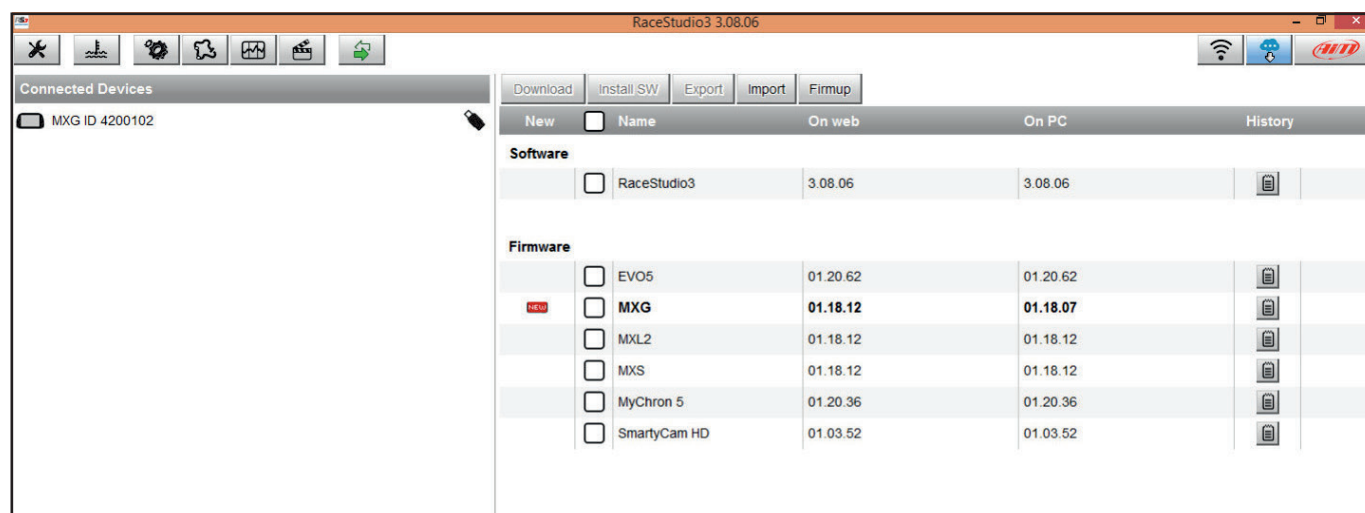 RaceStudio3 3.08.06
AiM
Connected Devices
MXG ID 4200102
Download Install SW Export Import Firmup
New Name On web On PC History
Software
RaceStudio3 3.08.06 3.08.06
Firmware
EVO5 01.20.62 01.20.62
NEW MXG 01.18.12 01.18.07
MXL2 01.18.12 01.18.12
MXS 01.18.12 01.18.12
MyChron 5 01.20.36 01.20.36
SmartyCam HD 01.03.52 01.03.52